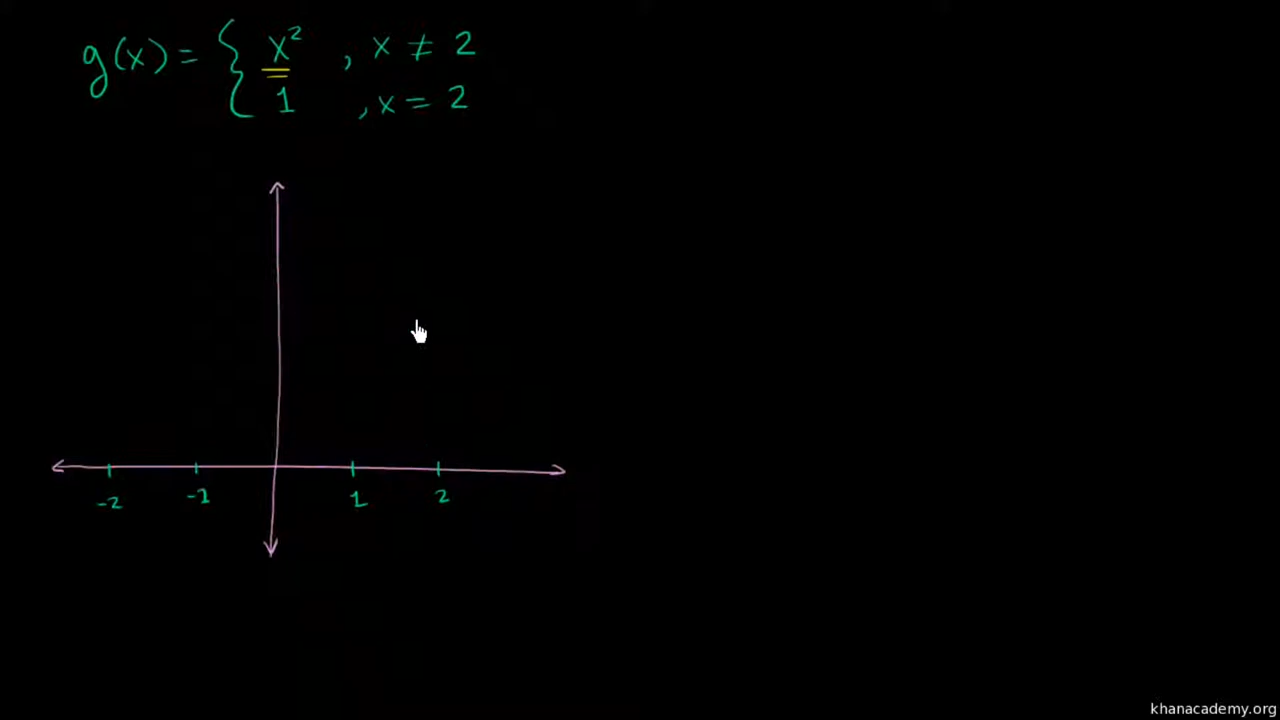 g(x) = { x² , x ≠ 2
1 , x = 2
-2 -1 1 2
khanacademy.org